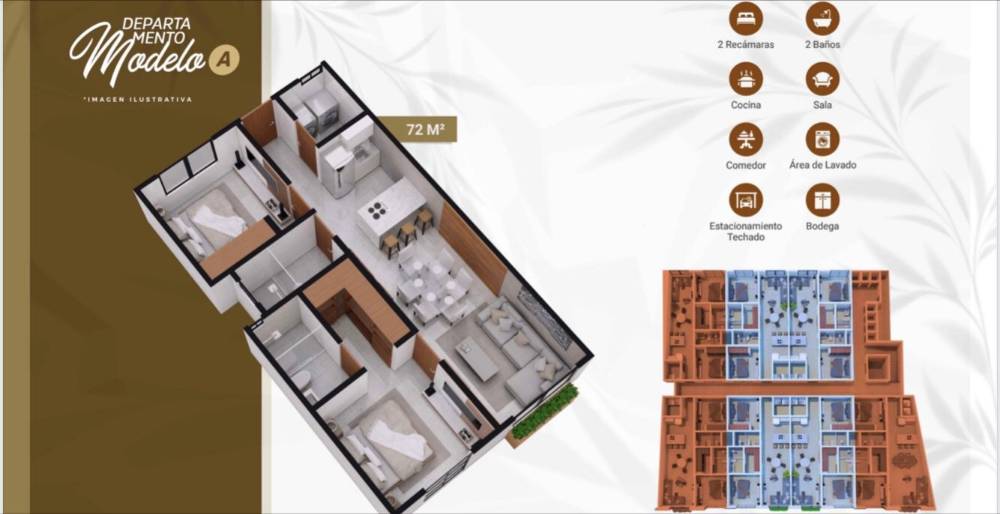 DEPARTA
MENTO
Modelo A
*IMAGEN ILUSTRATIVA
72 M²
2 Recámaras
2 Baños
Cocina
Sala
Comedor
Área de Lavado
Estacionamiento
Techado
Bodega